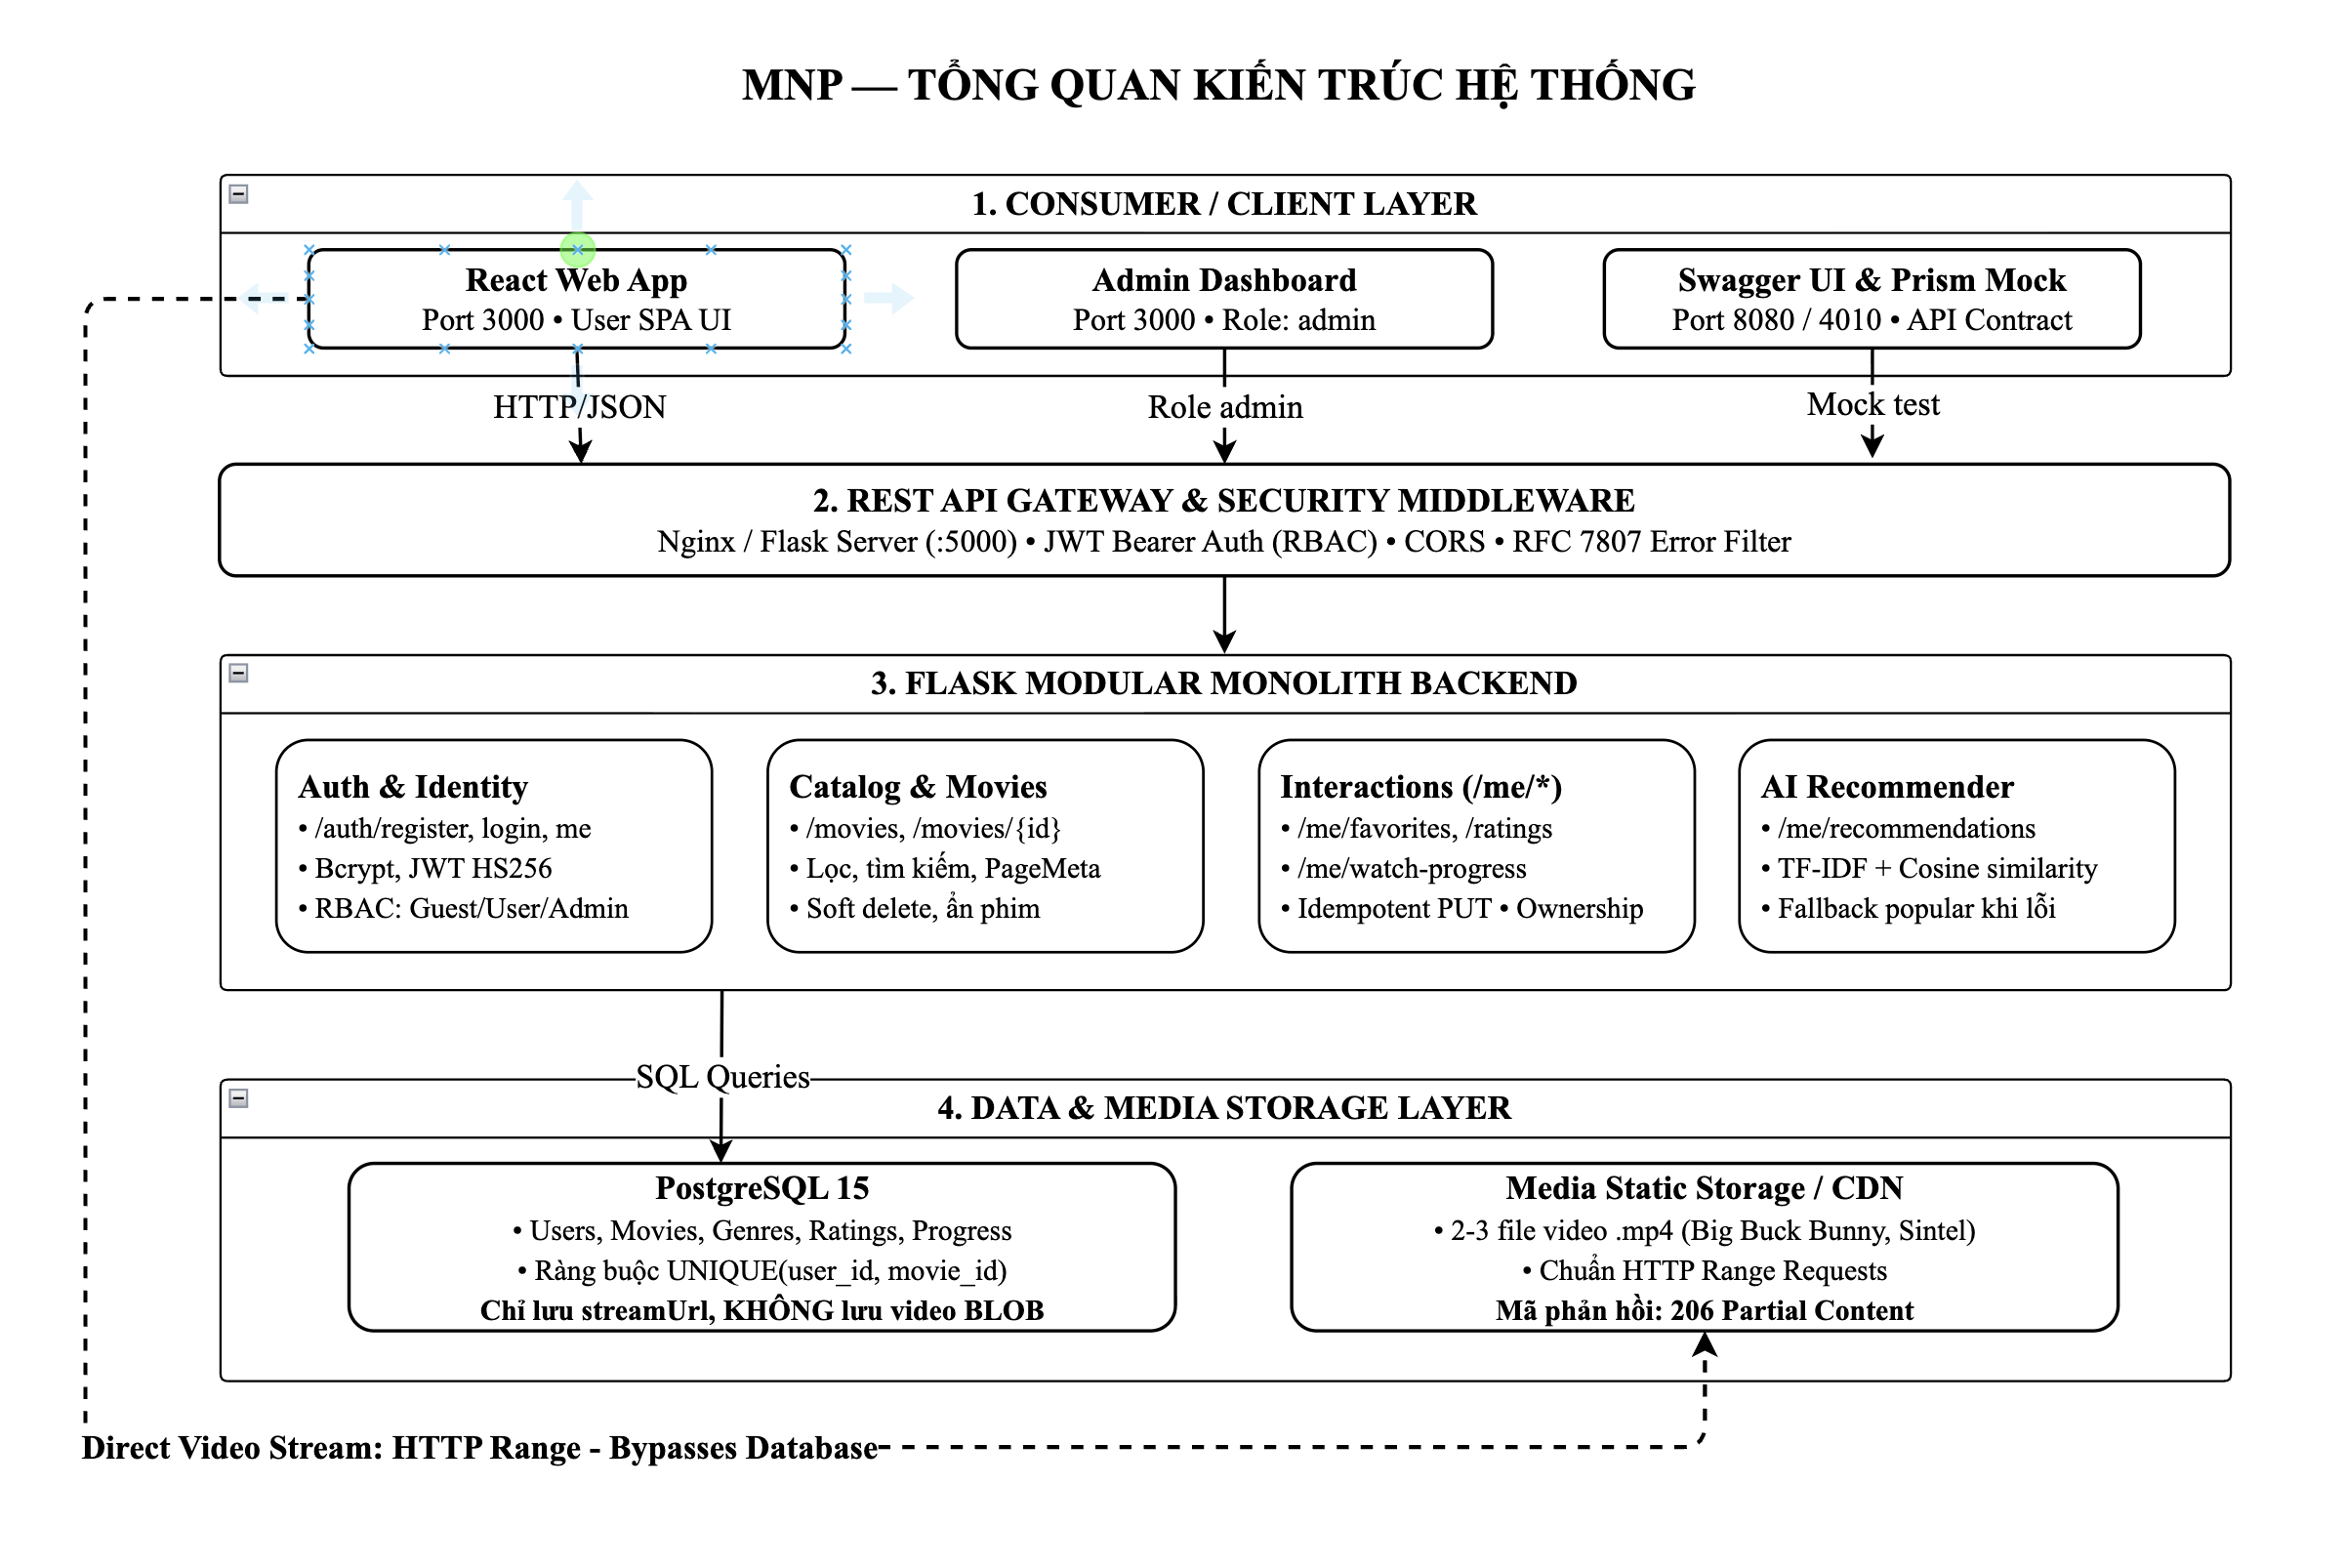 MNP — TỔNG QUAN KIẾN TRÚC HỆ THỐNG
1. CONSUMER / CLIENT LAYER
React Web App
Port 3000 • User SPA UI
Admin Dashboard
Port 3000 • Role: admin
Swagger UI & Prism Mock
Port 8080 / 4010 • API Contract
HTTP/JSON
Role admin
Mock test
2. REST API GATEWAY & SECURITY MIDDLEWARE
Nginx / Flask Server (:5000) • JWT Bearer Auth (RBAC) • CORS • RFC 7807 Error Filter
3. FLASK MODULAR MONOLITH BACKEND
Auth & Identity
• /auth/register, login, me
• Bcrypt, JWT HS256
• RBAC: Guest/User/Admin
Catalog & Movies
• /movies, /movies/{id}
• Lọc, tìm kiếm, PageMeta
• Soft delete, ẩn phim
Interactions (/me/*)
• /me/favorites, /ratings
• /me/watch-progress
• Idempotent PUT • Ownership
AI Recommender
• /me/recommendations
• TF-IDF + Cosine similarity
• Fallback popular khi lỗi
SQL Queries
4. DATA & MEDIA STORAGE LAYER
PostgreSQL 15
• Users, Movies, Genres, Ratings, Progress
• Ràng buộc UNIQUE(user_id, movie_id)
Chỉ lưu streamUrl, KHÔNG lưu video BLOB
Media Static Storage / CDN
• 2-3 file video .mp4 (Big Buck Bunny, Sintel)
• Chuẩn HTTP Range Requests
Mã phản hồi: 206 Partial Content
Direct Video Stream: HTTP Range - Bypasses Database